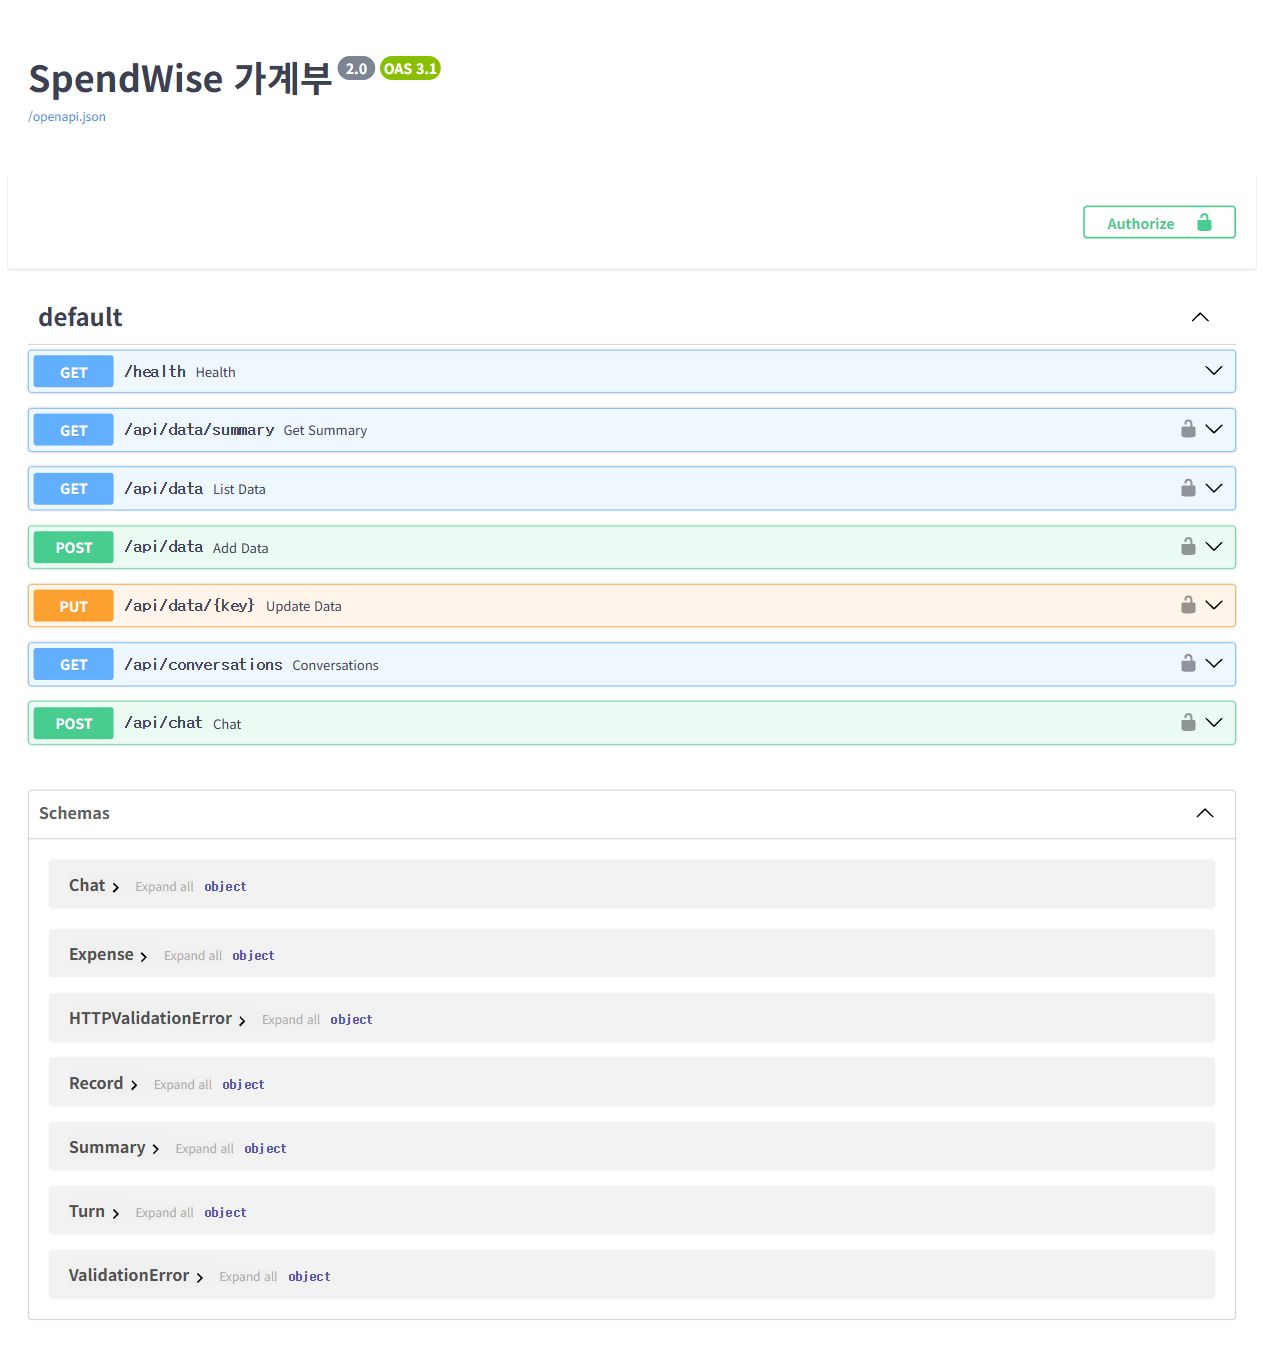 SpendWise 가계부 2.0 OAS 3.1
/openapi.json
Authorize
default
GET /health Health
GET /api/data/summary Get Summary
GET /api/data List Data
POST /api/data Add Data
PUT /api/data/{key} Update Data
GET /api/conversations Conversations
POST /api/chat Chat
Schemas
Chat Expand all object
Expense Expand all object
HTTPValidationError Expand all object
Record Expand all object
Summary Expand all object
Turn Expand all object
ValidationError Expand all object